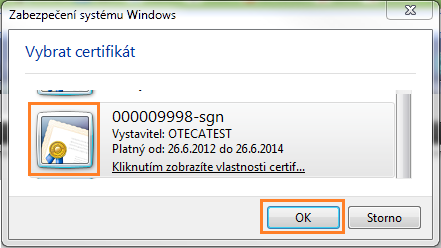 Zabezpečení systému Windows
Vybrat certifikát
000009998-sgn
Vystavitel: OTECATEST
Platný od: 26.6.2012 do 26.6.2014
Kliknutím zobrazíte vlastnosti certif...
OK
Storno